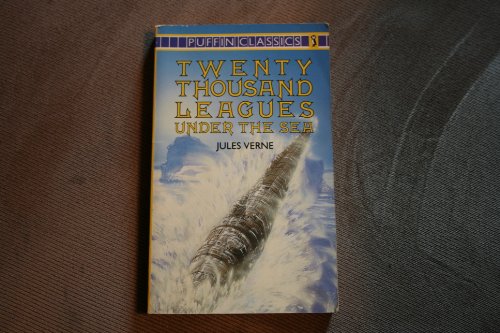 PUFFIN CLASSICS
TWENTY
THOUSAND
LEAGUES
UNDER THE SEA
JULES VERNE